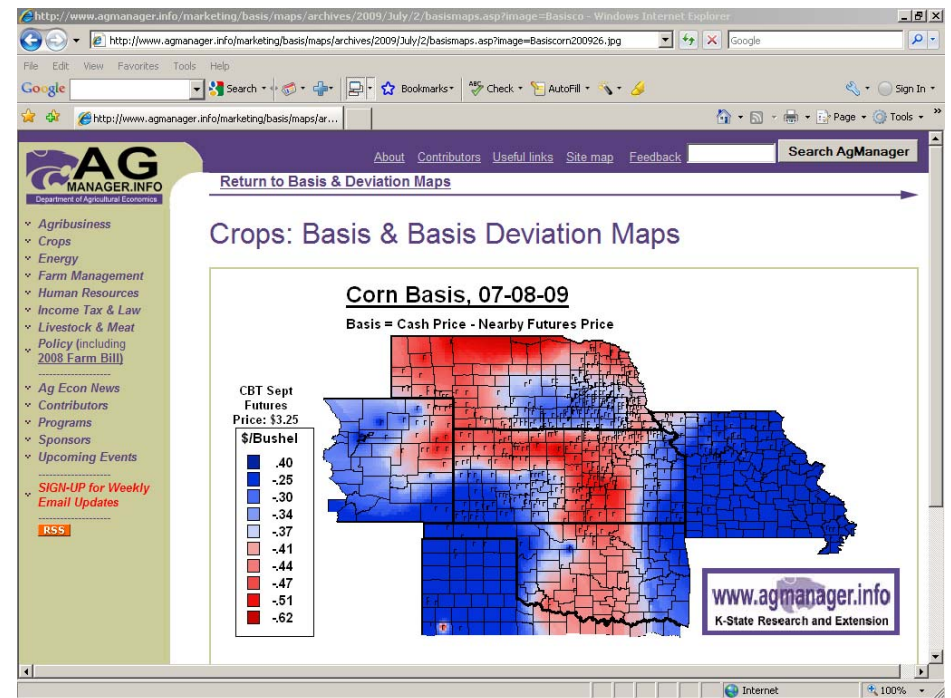 http://www.agmanager.info/marketing/basis/maps/archives/2009/July/2/basismaps.asp?image=Basisco - Windows Internet Explorer
http://www.agmanager.info/marketing/basis/maps/archives/2009/July/2/basismaps.asp?image=Basiscorn200926.jpg
Google
File Edit View Favorites Tools Help
Google Search Bookmarks Check AutoFill Sign In
http://www.agmanager.info/marketing/basis/maps/ar... Page Tools
AG
MANAGER.INFO
Department of Agricultural Economics
About Contributors Useful links Site map Feedback Search AgManager
Return to Basis & Deviation Maps
Agribusiness
Crops
Energy
Farm Management
Human Resources
Income Tax & Law
Livestock & Meat
Policy (including
2008 Farm Bill)
Ag Econ News
Contributors
Programs
Sponsors
Upcoming Events
SIGN-UP for Weekly
Email Updates
RSS
Crops: Basis & Basis Deviation Maps
Corn Basis, 07-08-09
Basis = Cash Price - Nearby Futures Price
CBT Sept
Futures
Price: $3.25
$/Bushel
.40
-.25
-.30
-.34
-.37
-.41
-.44
-.47
-.51
-.62
www.agmanager.info
K-State Research and Extension
Internet 100%